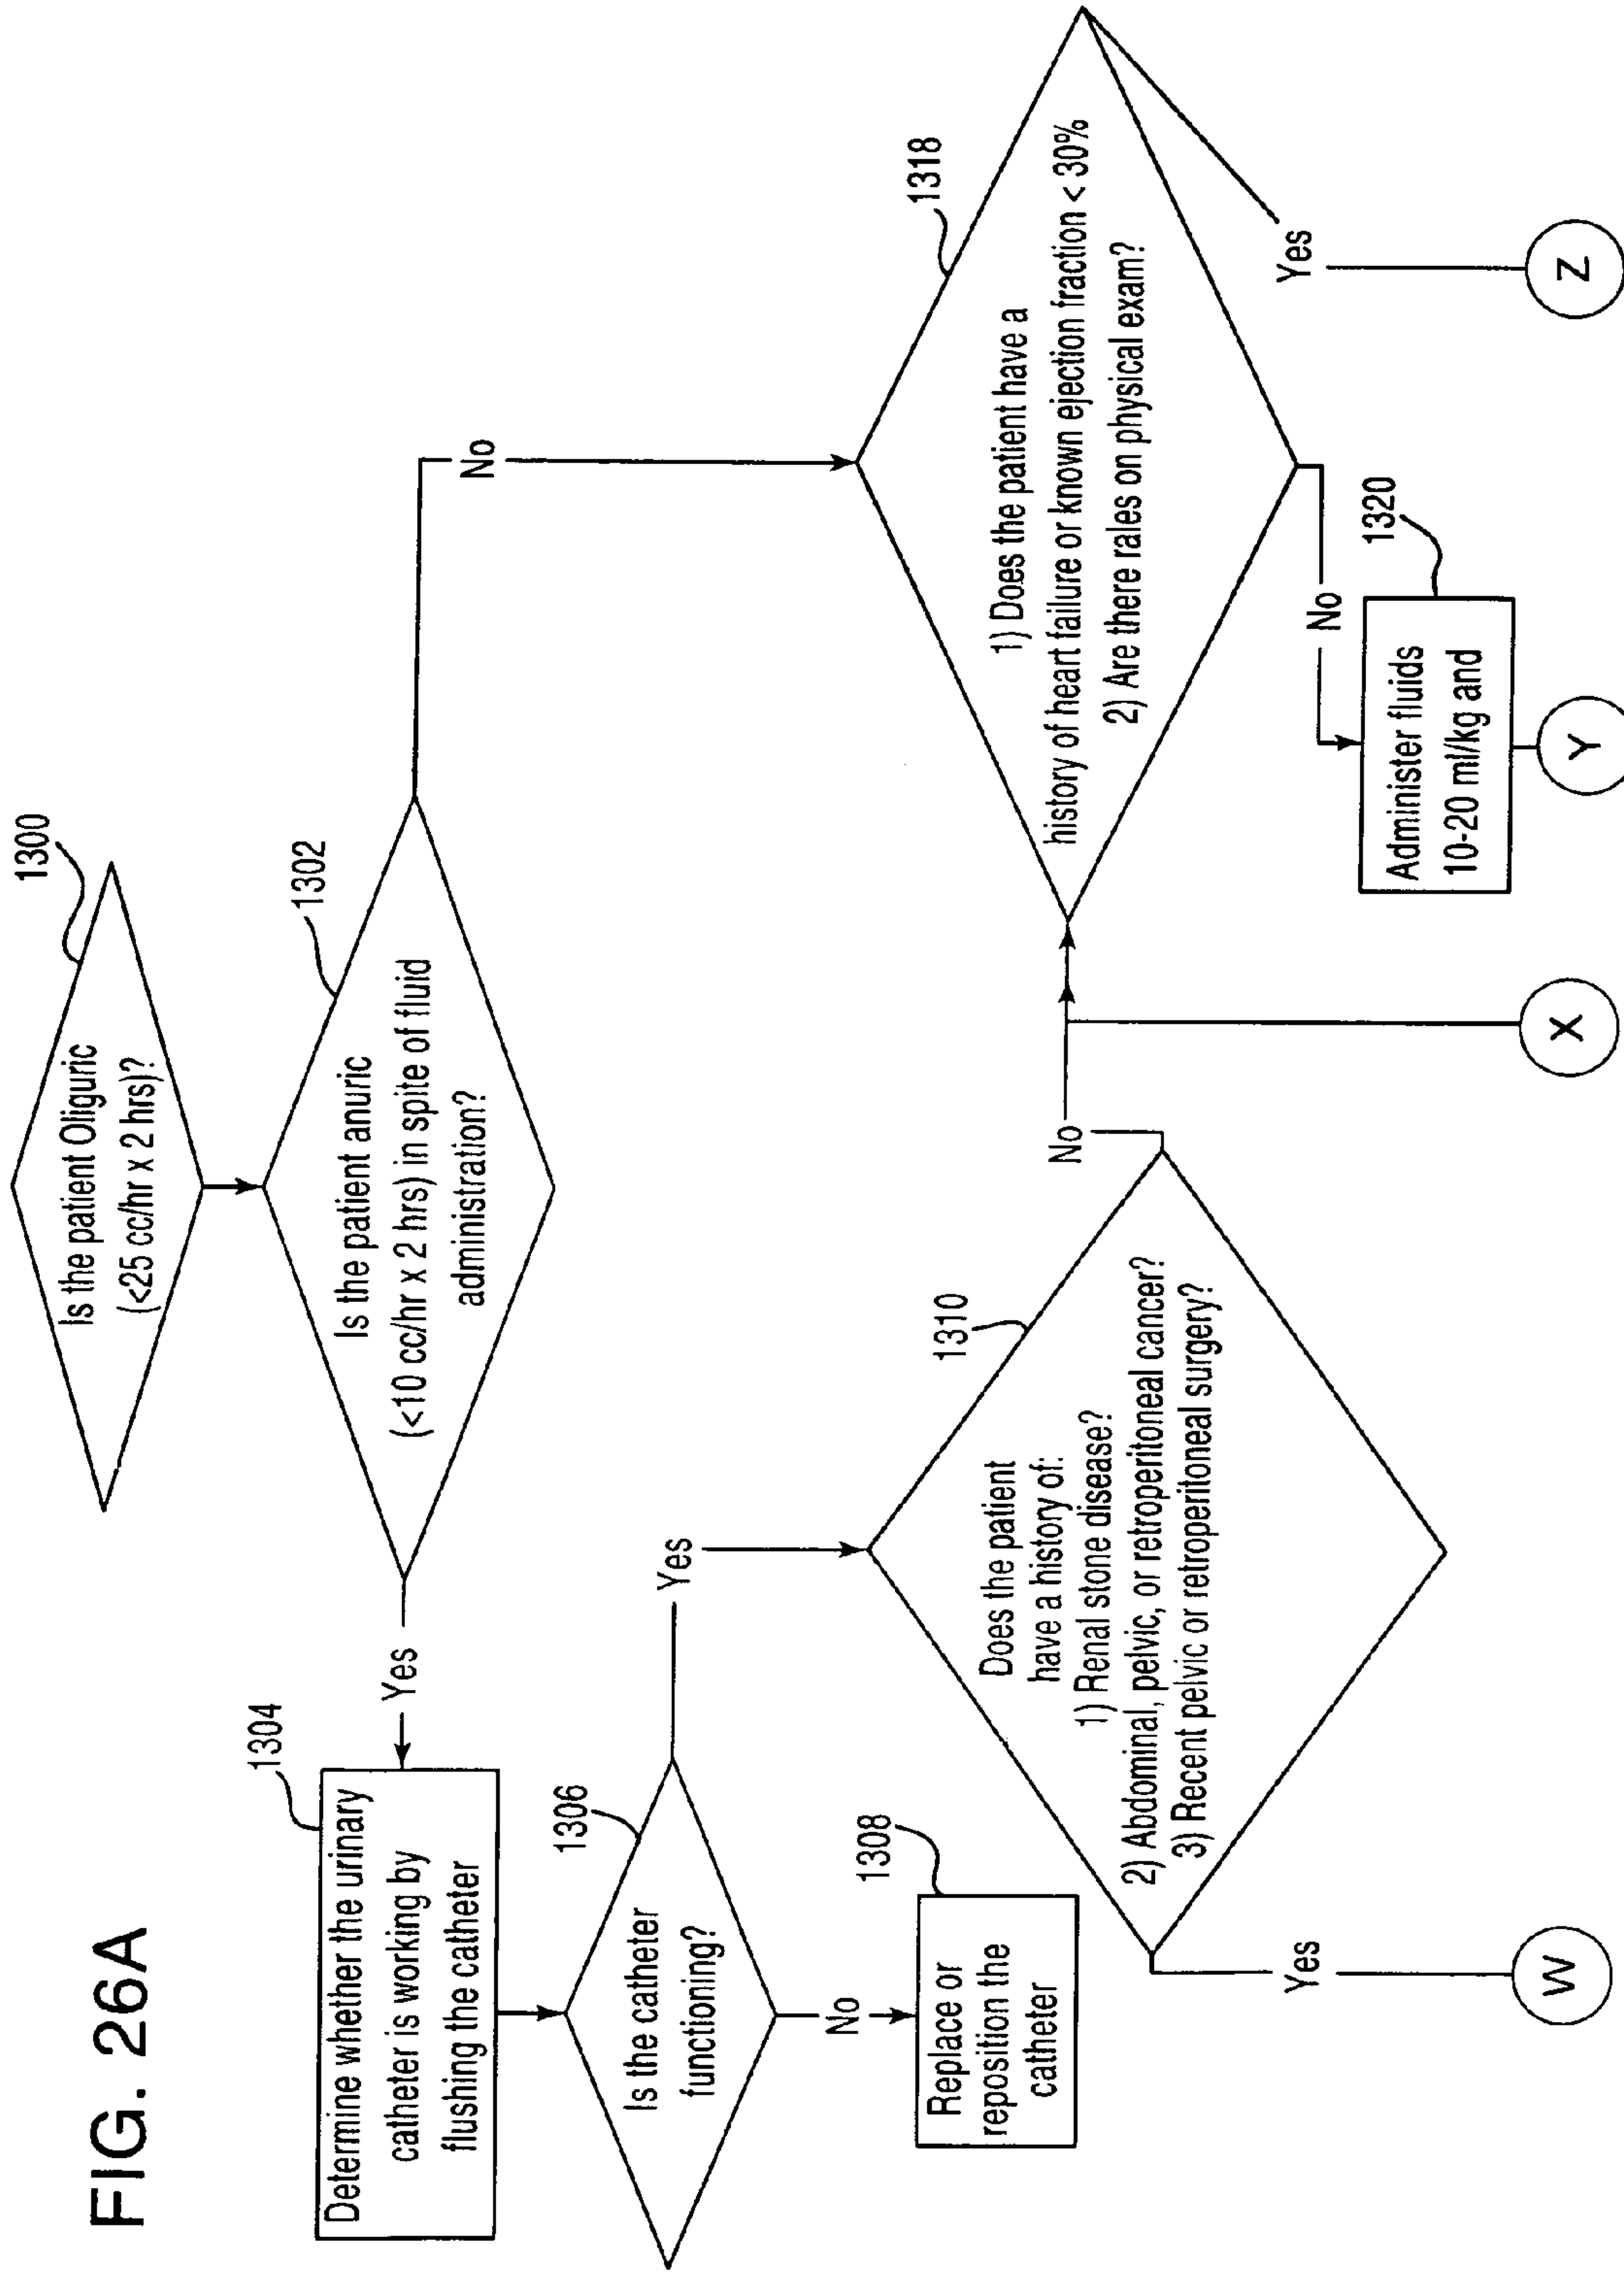 FIG. 26A
1300
Is the patient Oliguric
(<25 cc/hr x 2 hrs)?
1302
Is the patient anuric
(<10 cc/hr x 2 hrs) in spite of fluid
administration?
Yes
No
1304
Determine whether the urinary
catheter is working by
flushing the catheter
1306
Is the catheter
functioning?
Yes
No
1308
Replace or
reposition the
catheter
1310
Does the patient
have a history of:
1) Renal stone disease?
2) Abdominal, pelvic, or retroperitoneal cancer?
3) Recent pelvic or retroperitoneal surgery?
No
Yes
1318
1) Does the patient have a
history of heart failure or known ejection fraction < 30%
2) Are there rales on physical exam?
No
Yes
1320
Administer fluids
10-20 ml/kg and
W
X
Y
Z